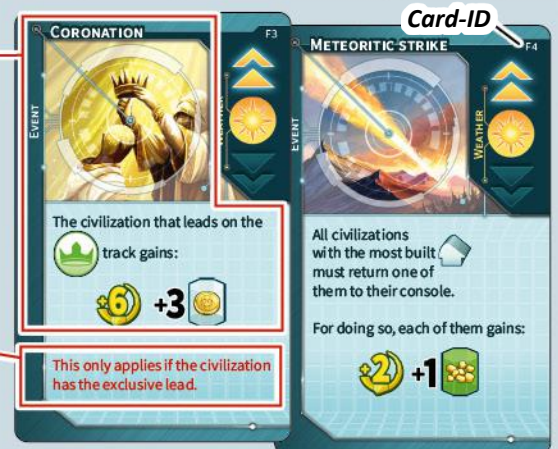 Card-ID
CORONATION
F3
EVENT
WEATHER
The civilization that leads on the
track gains:
+6 +3
This only applies if the civilization
has the exclusive lead.
METEORITIC STRIKE
F4
EVENT
WEATHER
All civilizations
with the most built
must return one of
them to their console.
For doing so, each of them gains:
+2 +1